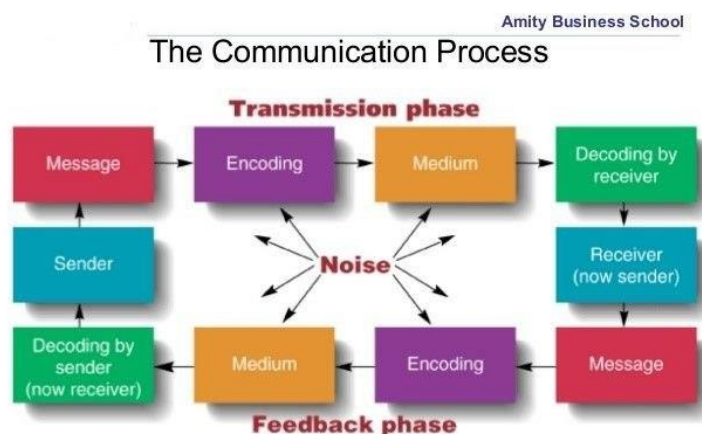 Amity Business School
The Communication Process
Transmission phase
Message
Encoding
Medium
Decoding by
receiver
Sender
Noise
Receiver
(now sender)
Decoding by
sender
(now receiver)
Medium
Encoding
Message
Feedback phase